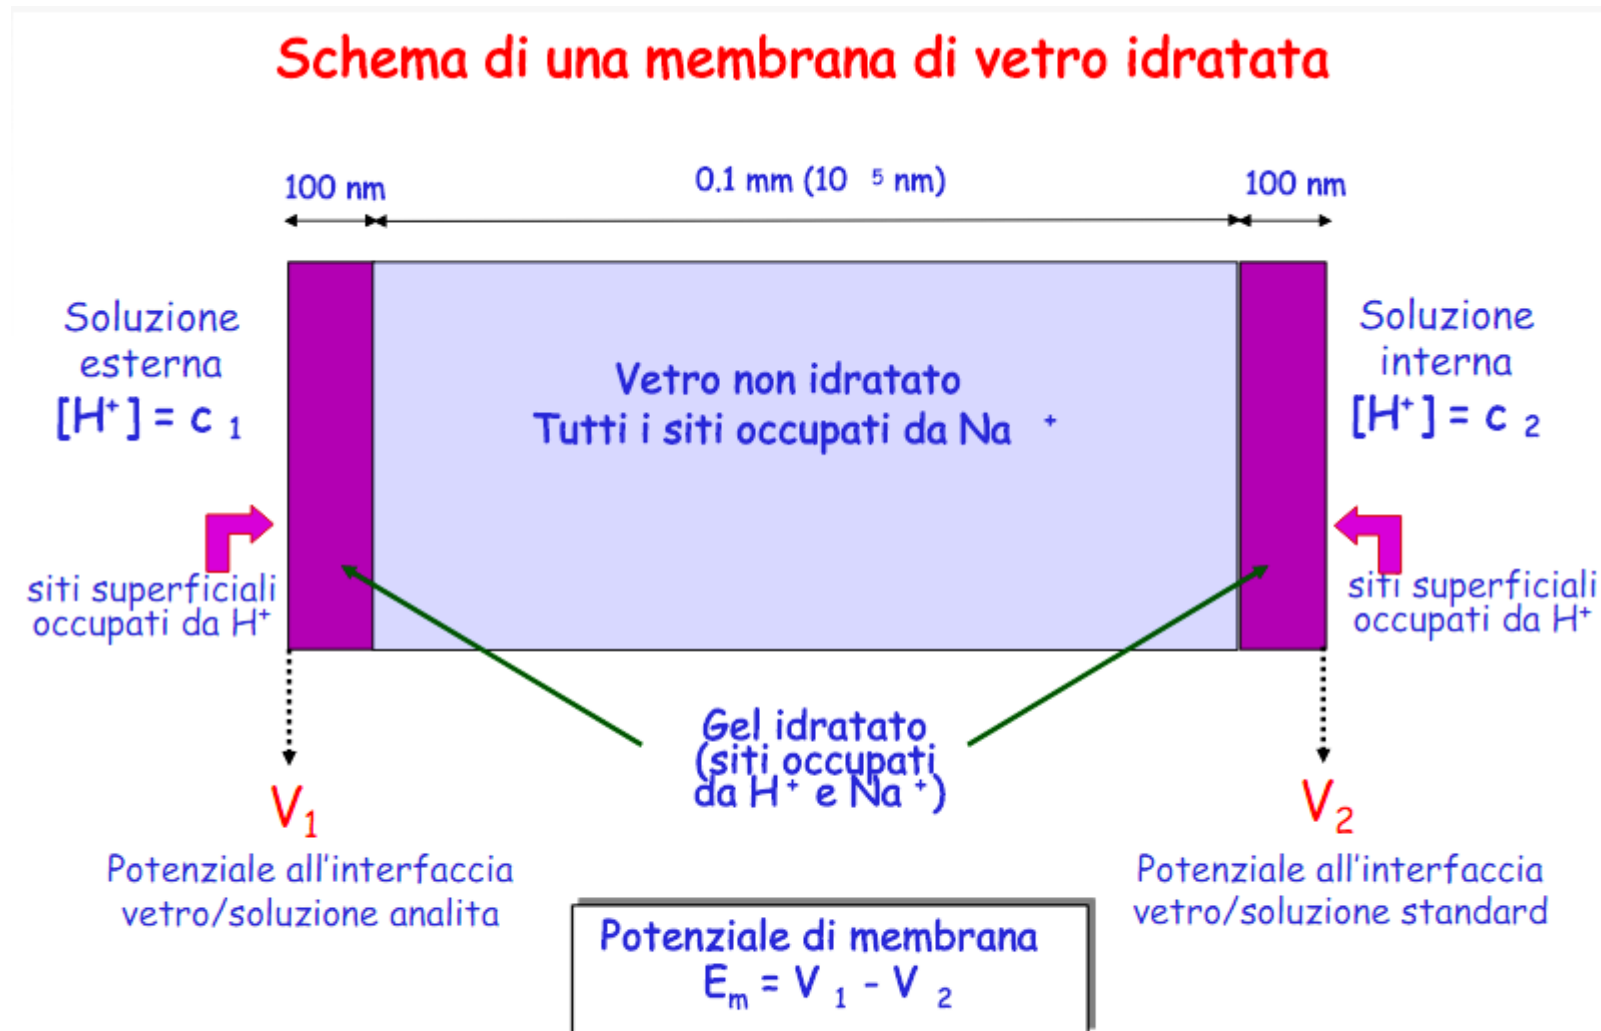 Schema di una membrana di vetro idratata
100 nm
0.1 mm (10 5 nm)
100 nm
Soluzione
esterna
[H+] = c 1
Vetro non idratato
Tutti i siti occupati da Na +
Soluzione
interna
[H+] = c 2
siti superficiali
occupati da H+
siti superficiali
occupati da H+
Gel idratato
(siti occupati
da H+ e Na +)
V1
Potenziale all'interfaccia
vetro/soluzione analita
V2
Potenziale all'interfaccia
vetro/soluzione standard
Potenziale di membrana
Em = V 1 - V 2